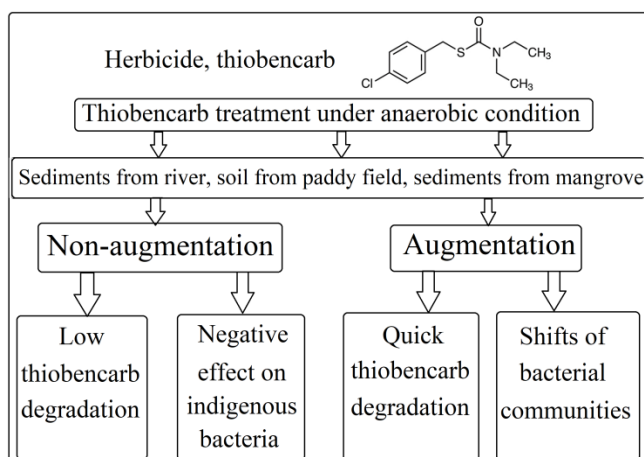 Herbicide, thiobencarb
O
S
N
CH3
CH3
Cl
Thiobencarb treatment under anaerobic condition
Sediments from river, soil from paddy field, sediments from mangrove
Non-augmentation
Augmentation
Low
thiobencarb
degradation
Negative
effect on
indigenous
bacteria
Quick
thiobencarb
degradation
Shifts of
bacterial
communities